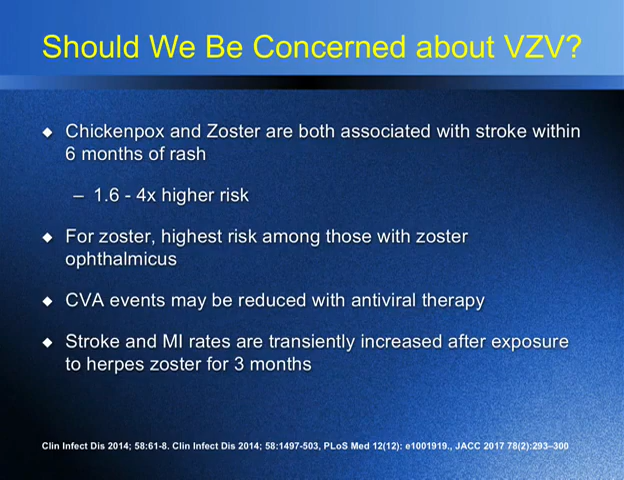 Should We Be Concerned about VZV?
◆ Chickenpox and Zoster are both associated with stroke within
6 months of rash
– 1.6 - 4x higher risk
◆ For zoster, highest risk among those with zoster
ophthalmicus
◆ CVA events may be reduced with antiviral therapy
◆ Stroke and MI rates are transiently increased after exposure
to herpes zoster for 3 months
Clin Infect Dis 2014; 58:61-8. Clin Infect Dis 2014; 58:1497-503, PLoS Med 12(12): e1001919., JACC 2017 78(2):293–300